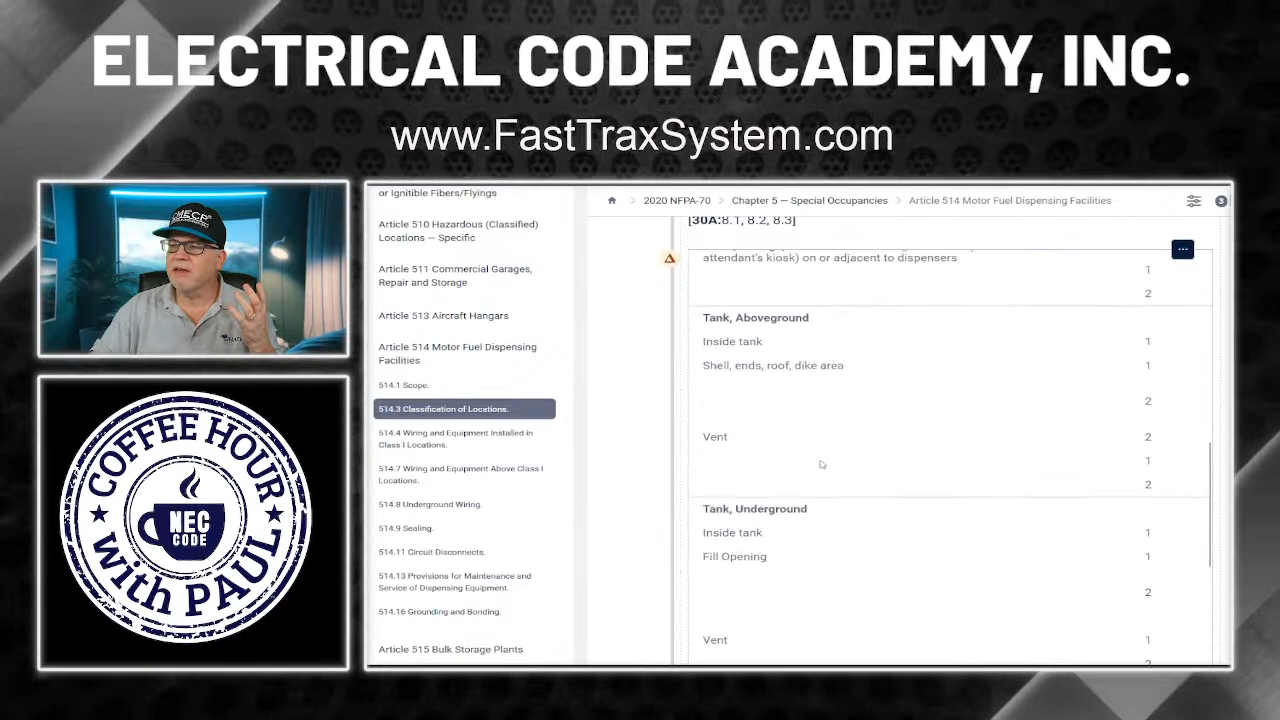 ELECTRICAL CODE ACADEMY, INC.
www.FastTraxSystem.com
CMECP
COFFEE HOUR
NEC
CODE
with PAUL
or Ignitible Fibers/Flyings
Article 510 Hazardous (Classified)
Locations — Specific
Article 511 Commercial Garages,
Repair and Storage
Article 513 Aircraft Hangars
Article 514 Motor Fuel Dispensing
Facilities
514.1 Scope.
514.3 Classification of Locations.
514.4 Wiring and Equipment Installed in
Class I Locations.
514.7 Wiring and Equipment Above Class I
Locations.
514.8 Underground Wiring.
514.9 Sealing.
514.11 Circuit Disconnects.
514.13 Provisions for Maintenance and
Service of Dispensing Equipment.
514.16 Grounding and Bonding.
Article 515 Bulk Storage Plants
2020 NFPA-70 > Chapter 5 — Special Occupancies > Article 514 Motor Fuel Dispensing Facilities
3
[30A:8.1, 8.2, 8.3]
attendant's kiosk) on or adjacent to dispensers
1
2
Tank, Aboveground
Inside tank 1
Shell, ends, roof, dike area 1
2
Vent 2
1
2
Tank, Underground
Inside tank 1
Fill Opening 1
2
Vent 1
2